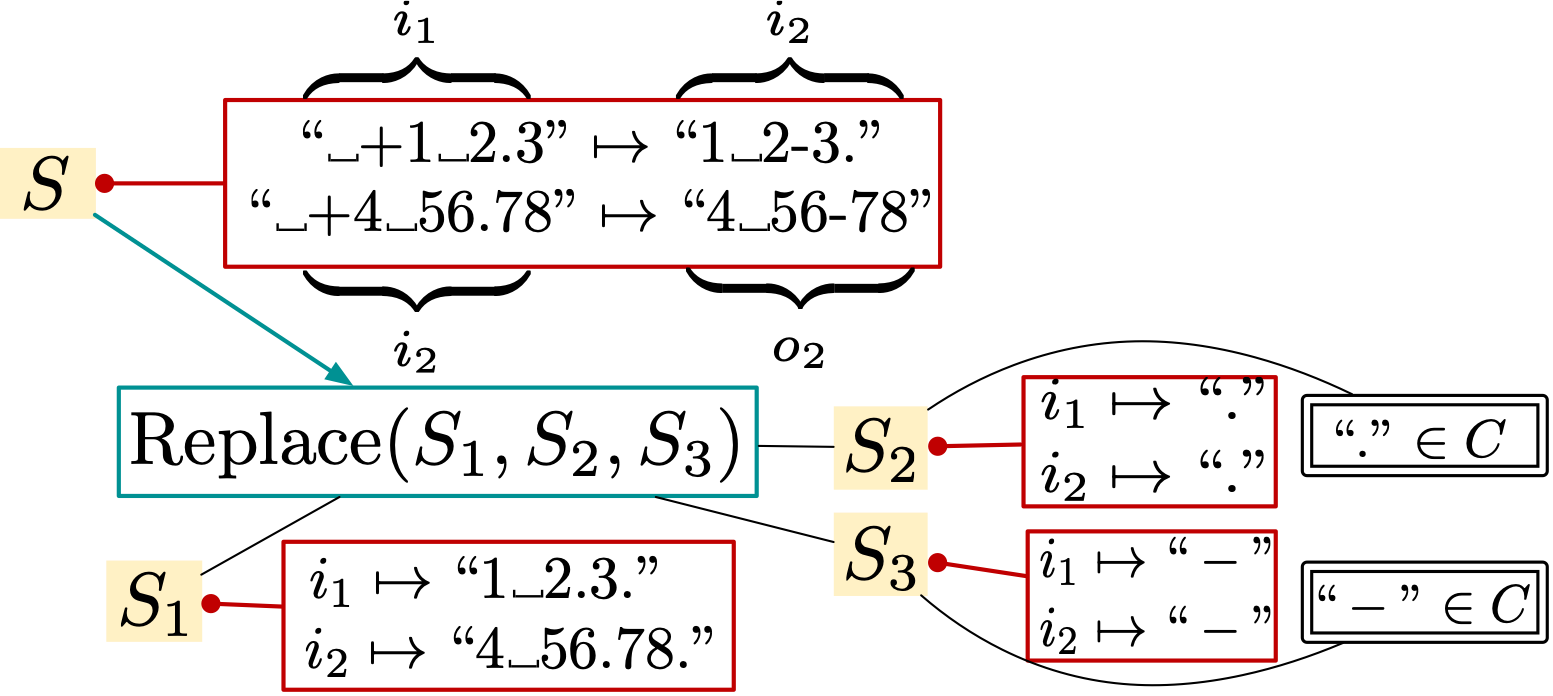 i₁ i₂
“␣+1␣2.3” ↦ “1␣2-3.”
S
“␣+4␣56.78” ↦ “4␣56-78”
i₂ o₂
Replace(S₁, S₂, S₃)
S₂
i₁ ↦ “.”
i₂ ↦ “.”
“.” ∈ C
S₃
i₁ ↦ “ − ”
i₂ ↦ “ − ”
“ − ” ∈ C
S₁
i₁ ↦ “1␣2.3.”
i₂ ↦ “4␣56.78.”